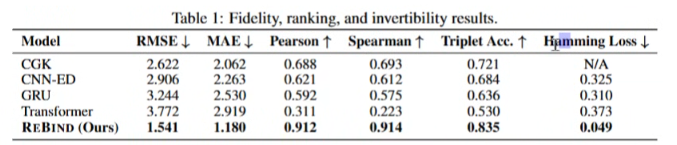 Table 1: Fidelity, ranking, and invertibility results.
Model RMSE ↓ MAE ↓ Pearson ↑ Spearman ↑ Triplet Acc. ↑ Hamming Loss ↓
CGK 2.622 2.062 0.688 0.693 0.721 N/A
CNN-ED 2.906 2.263 0.621 0.612 0.684 0.325
GRU 3.244 2.530 0.592 0.575 0.636 0.310
Transformer 3.772 2.919 0.311 0.223 0.530 0.373
REBIND (Ours) 1.541 1.180 0.912 0.914 0.835 0.049